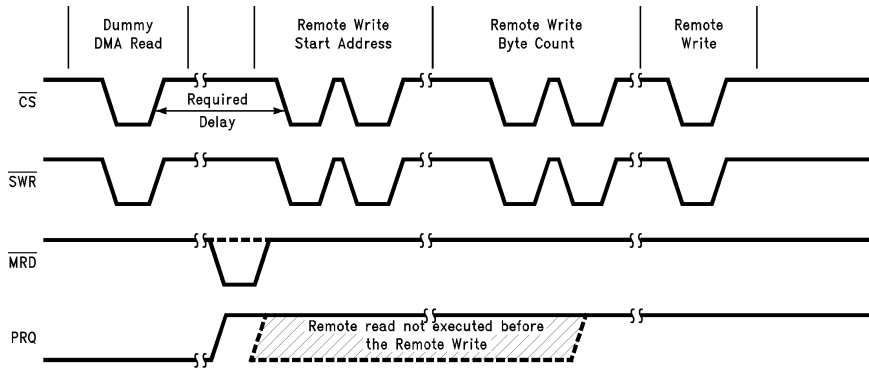 Dummy
DMA Read
Remote Write
Start Address
Remote Write
Byte Count
Remote
Write
CS
Required
Delay
SWR
MRD
PRQ
Remote read not executed before
the Remote Write